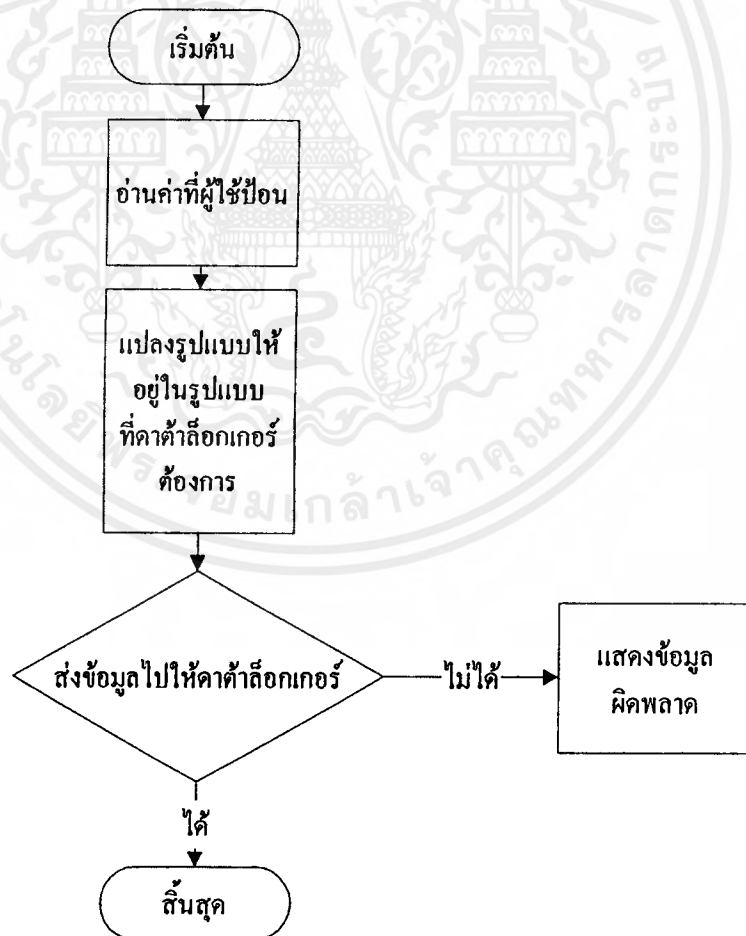 เริ่มต้น
อ่านค่าที่ผู้ใช้ป้อน
แปลงรูปแบบให้
อยู่ในรูปแบบ
ที่ดาต้าล็อกเกอร์
ต้องการ
ส่งข้อมูลไปให้ดาต้าล็อกเกอร์
ไม่ได้
แสดงข้อมูล
ผิดพลาด
ได้
สิ้นสุด